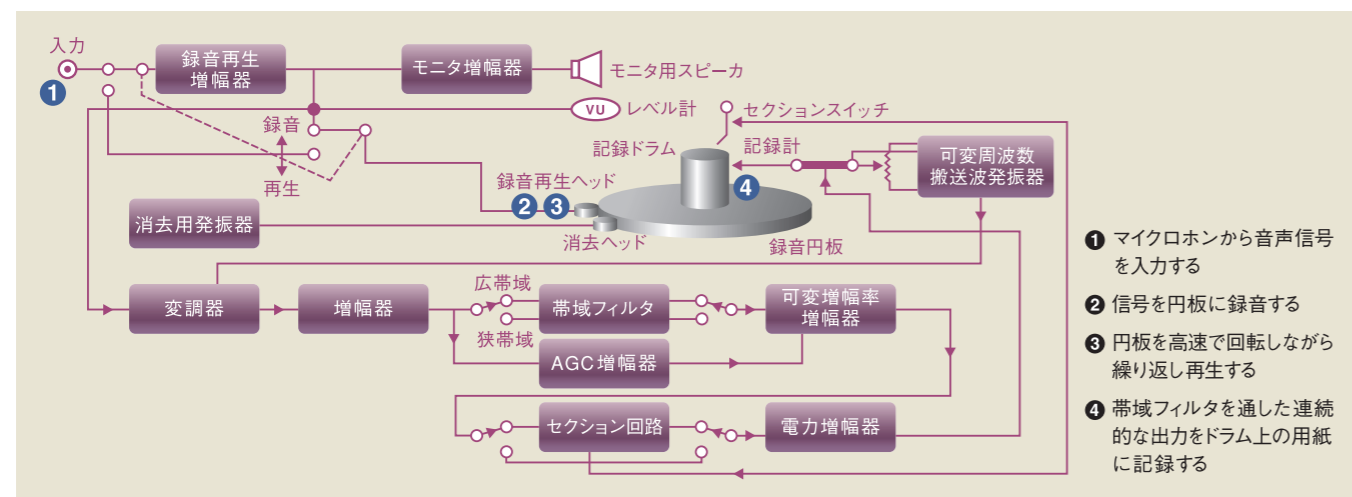 入力
❶
録音再生
増幅器
モニタ増幅器
モニタ用スピーカ
VU
レベル計
セクションスイッチ
録音
再生
記録ドラム
記録計
可変周波数
搬送波発振器
録音再生ヘッド
❷ ❸
❹
消去用発振器
消去ヘッド
録音円板
変調器
増幅器
広帯域
狭帯域
帯域フィルタ
可変増幅率
増幅器
AGC増幅器
セクション回路
電力増幅器
❶ マイクロホンから音声信号
を入力する
❷ 信号を円板に録音する
❸ 円板を高速で回転しながら
繰り返し再生する
❹ 帯域フィルタを通した連続
的な出力をドラム上の用紙
に記録する